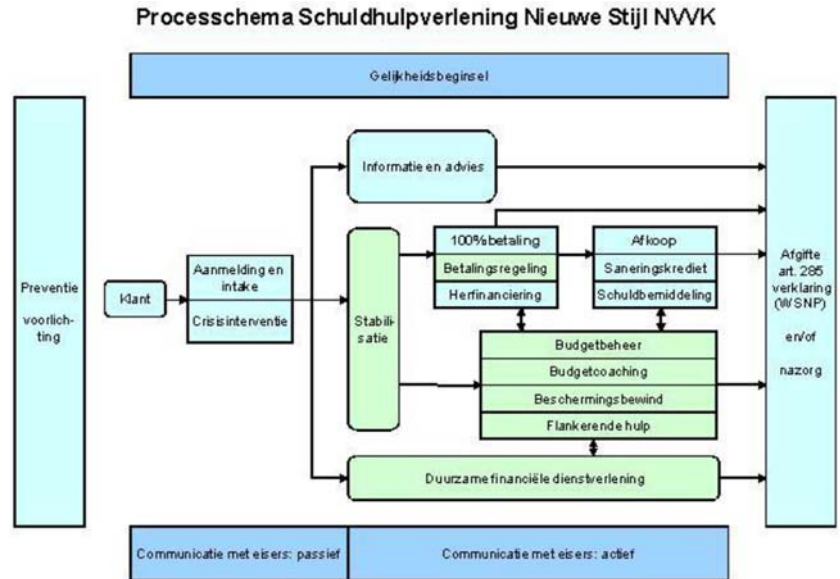 Processchema Schuldhulpverlening Nieuwe Stijl NVVK
Gelijkheidsbeginsel
Preventie
voorlich-
ting
Klant
Aanmelding en
intake
Crisisinterventie
Informatie en advies
Stabili-
satie
100% betaling
Betalingsregeling
Herfinanciering
Afkoop
Saneringskrediet
Schuldbemiddeling
Budgetbeheer
Budgetcoaching
Beschermingsbewind
Flankerende hulp
Duurzame financiële dienstverlening
Afgifte
art. 285
verklaring
(WSNP)
en/of
nazorg
Communicatie met eisers: passief
Communicatie met eisers: actief